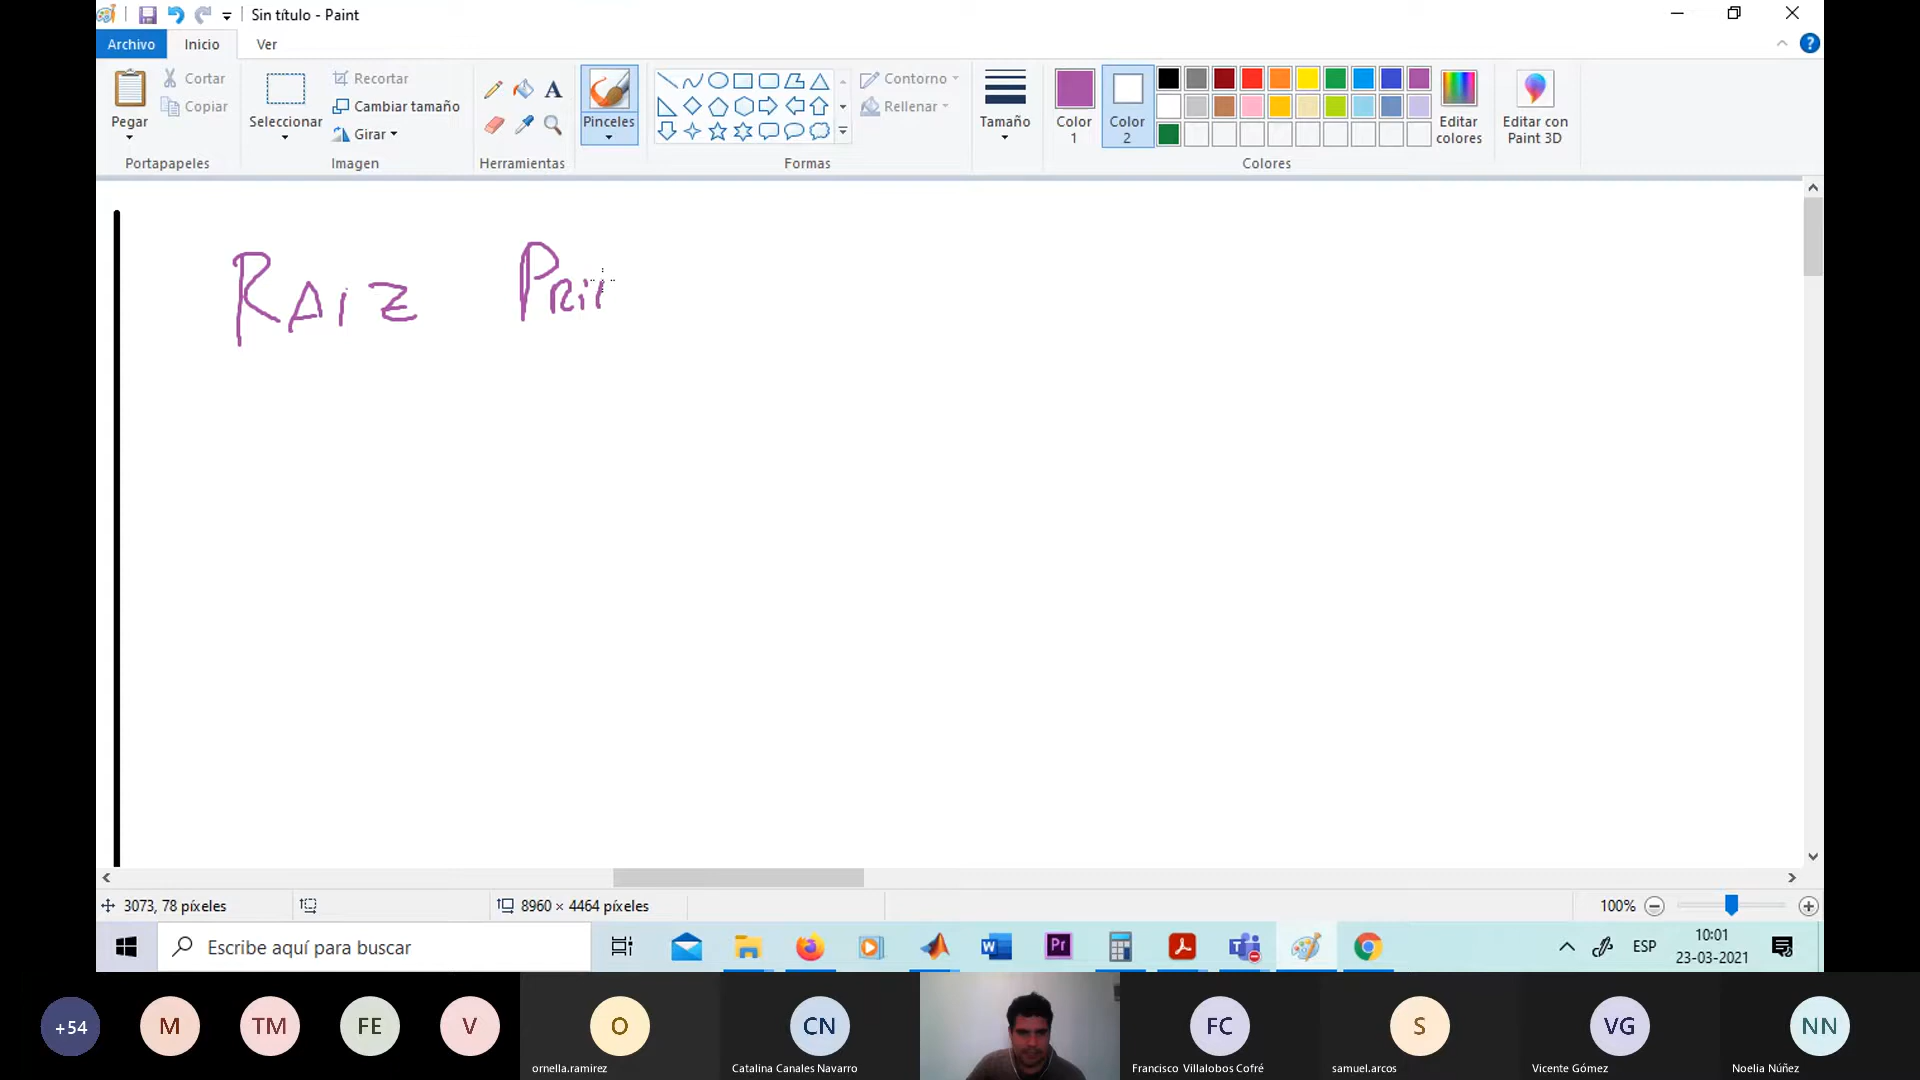 Sin título - Paint
Archivo Inicio Ver
Pegar Cortar Copiar Portapapeles
Seleccionar Recortar Cambiar tamaño Girar Imagen
Herramientas
Pinceles
Formas Contorno Rellenar
Tamaño
Color 1 Color 2 Colores
Editar colores
Editar con Paint 3D
RAIZ PRi
3073, 78 píxeles 8960 × 4464 píxeles 100%
Escribe aquí para buscar ESP 10:01
23-03-2021
+54 M TM FE V O CN FC S VG NN
ornella.ramirez Catalina Canales Navarro Francisco Villalobos Cofré samuel.arcos Vicente Gómez Noelia Núñez